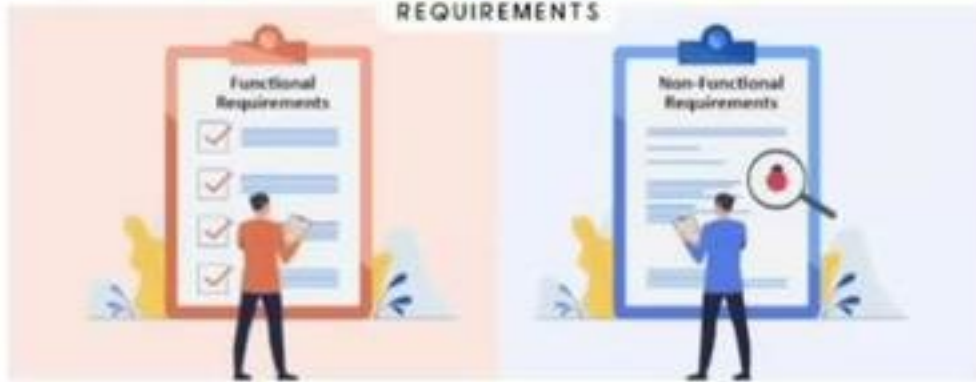 REQUIREMENTS
Functional
Requirements
Non-Functional
Requirements